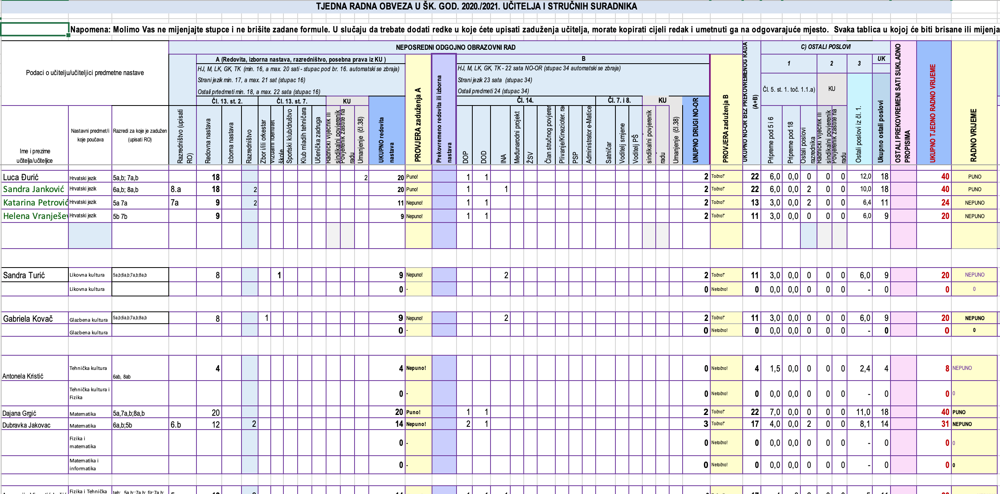 TJEDNA RADNA OBVEZA U ŠK. GOD. 2020./2021. UČITELJA I STRUČNIH SURADNIKA
Napomena: Molimo Vas ne mijenjajte stupce i ne brišite zadane formule. U slučaju da trebate dodati redke u koje ćete upisati zaduženja učitelja, morate kopirati cijeli redak i umetnuti ga na odgovarajuće mjesto. Svaka tablica u kojoj će biti brisane ili mijenja
Podaci o učitelju/učiteljici predmetne nastave
NEPOSREDNI ODGOJNO OBRAZOVNI RAD
A (Redovita, izborna nastava, razredništvo, posebna prava iz KU )
HJ, M, LK, GK, TK (min. 16, a max. 20 sati - stupac pod br. 16. automatski se zbraja)
Strani jezik min. 17, a max. 21 sat (stupac 16)
Ostali prtedmeti min. 18, a max. 22 sata (stupac 16)
Čl. 13. st. 2.
Čl. 13. st. 7.
KU
B
HJ, M, LK, GK, TK - 22 sata NO-OR (stupac 34 automatski se zbraja)
Strani jezik 23 sata (stupac 34)
Ostali predmeti 24 (stupac 34)
Čl. 14.
Čl. 7. i 8.
KU
C) OSTALI POSLOVI
1
2
3
UK
Čl. 5. st. 1. toč. 1.1.a)
KU
Ime i prezime
učitelja/učiteljice
Nastavni predmet/i
koje poučava
Razredi za koje je zadužen
(upisati RO)
Razredništvo (upisati
RO)
Redovna nastava
Izborna nastava
Razredništvo
Zbor i/ili orkestar
Vizualni identitet
škole
Sportski klub/društvo
Klub mladih tehničara
Učenička zadruga
Radnički vijećnik ili
sindikalni povjerenik
Povjerenik zaštite na
radu
Umanjenje (čl.38)
UKUPNO redovita
nastava
PROVJERA zaduženja A
Prekovremeno redovita ili izborna
nastava
DOP
DOD
INA
Međunarodni projekt
ŽSV
Član stručnog povjeren
Plivanje/Kinezioter. rad
PSP
Administrator e-Matice
Satničar
Voditelj smjene
Voditelj PŠ
sindikalni povjerenik
radu
Umanjenje (čl.38)
UNUPNO DRUGI NO-OR
PROVJERA zaduženja B
UKUPNO NO-OR BEZ PREKOVREMENOG RADA
(A+B)
Pripreme pod 5 i 6
Pripreme pod 18
Ostali poslovi
razrednika
Radnički vijećnik ili
sindikalni povjerenik
Povjerenik zaštite na
radu
Ostali poslovi iz čl. 1.
Ukupno ostali poslovi
OSTALI PREKOVREMENI SATI SUKLADNO
PROPISIMA
UKUPNO TJEDNO RADNO VRIJEME
RADNO VRIJEME
Luca Đurić Hrvatski jezik 5a,b; 7a,b 18 2 20 Puno! 1 1 2 Točno!" 22 6,0 0,0 0 0 0 12,0 18 40 PUNO
Sandra Janković Hrvatski jezik 6a,b; 8a,b 8.a 18 2 20 Puno! 1 1 2 Točno!" 22 6,0 0,0 2 0 0 10,0 18 40 PUNO
Katarina Petrović Hrvatski jezik 5a 7a 7a 9 2 11 Nepuno! 1 1 2 Točno!" 13 3,0 0,0 2 0 0 6,4 11 24 NEPUNO
Helena Vranješev Hrvatski jezik 5b 7b 9 9 Nepuno! 1 1 2 Točno!" 11 3,0 0,0 0 0 0 6,0 9 20 NEPUNO
Sandra Turić Likovna kultura 5a,b;6a,b;7a,b;8a,b 8 1 9 Nepuno! 2 2 Točno!" 11 3,0 0,0 0 0 0 6,0 9 20 NEPUNO
Likovna kultura 0 - 0 Netočno! 0 0,0 0,0 0 0 0 - 0 0 0
Gabriela Kovač Glazbena kultura 5a,b;6a,b;7a,b;8a,b 8 1 9 Nepuno! 2 2 Točno!" 11 3,0 0,0 0 0 0 6,0 9 20 NEPUNO
Glazbena kultura 0 - 0 Netočno! 0 0,0 0,0 0 0 0 - 0 0 0
Antonela Kristić Tehnička kultura 6ab, 8ab 4 4 Nepuno! 0 Netočno! 4 1,5 0,0 0 0 0 2,4 4 8 NEPUNO
Tehnička kultura i
Fizika 0 - 0 Netočno! 0 0,0 0,0 0 0 0 - 0 0 0
Dajana Grgić Matematika 5a,7a,b;8a,b 20 20 Puno! 1 1 2 Točno!" 22 7,0 0,0 0 0 0 11,0 18 40 PUNO
Dubravka Jakovac Matematika 6a,b;5b 6.b 12 2 14 Nepuno! 2 1 3 Točno!" 17 4,0 0,0 2 0 0 8,1 14 31 NEPUNO
Fizika i
matematika 0 - 0 Netočno! 0 0,0 0,0 0 0 0 - 0 0 0
Matematika i
informatika 0 - 0 Netočno! 0 0,0 0,0 0 0 0 - 0 0 0
Fizika i Tehnička